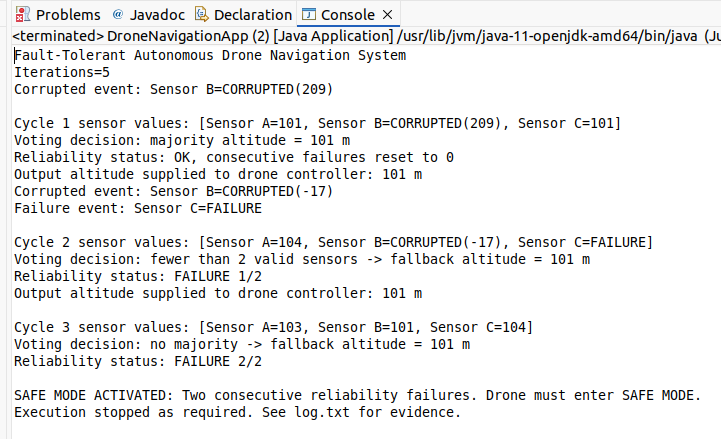 Problems @ Javadoc Declaration Console
<terminated> DroneNavigationApp (2) [Java Application] /usr/lib/jvm/java-11-openjdk-amd64/bin/java (Ju
Fault-Tolerant Autonomous Drone Navigation System
Iterations=5
Corrupted event: Sensor B=CORRUPTED(209)
Cycle 1 sensor values: [Sensor A=101, Sensor B=CORRUPTED(209), Sensor C=101]
Voting decision: majority altitude = 101 m
Reliability status: OK, consecutive failures reset to 0
Output altitude supplied to drone controller: 101 m
Corrupted event: Sensor B=CORRUPTED(-17)
Failure event: Sensor C=FAILURE
Cycle 2 sensor values: [Sensor A=104, Sensor B=CORRUPTED(-17), Sensor C=FAILURE]
Voting decision: fewer than 2 valid sensors -> fallback altitude = 101 m
Reliability status: FAILURE 1/2
Output altitude supplied to drone controller: 101 m
Cycle 3 sensor values: [Sensor A=103, Sensor B=101, Sensor C=104]
Voting decision: no majority -> fallback altitude = 101 m
Reliability status: FAILURE 2/2
SAFE MODE ACTIVATED: Two consecutive reliability failures. Drone must enter SAFE MODE.
Execution stopped as required. See log.txt for evidence.